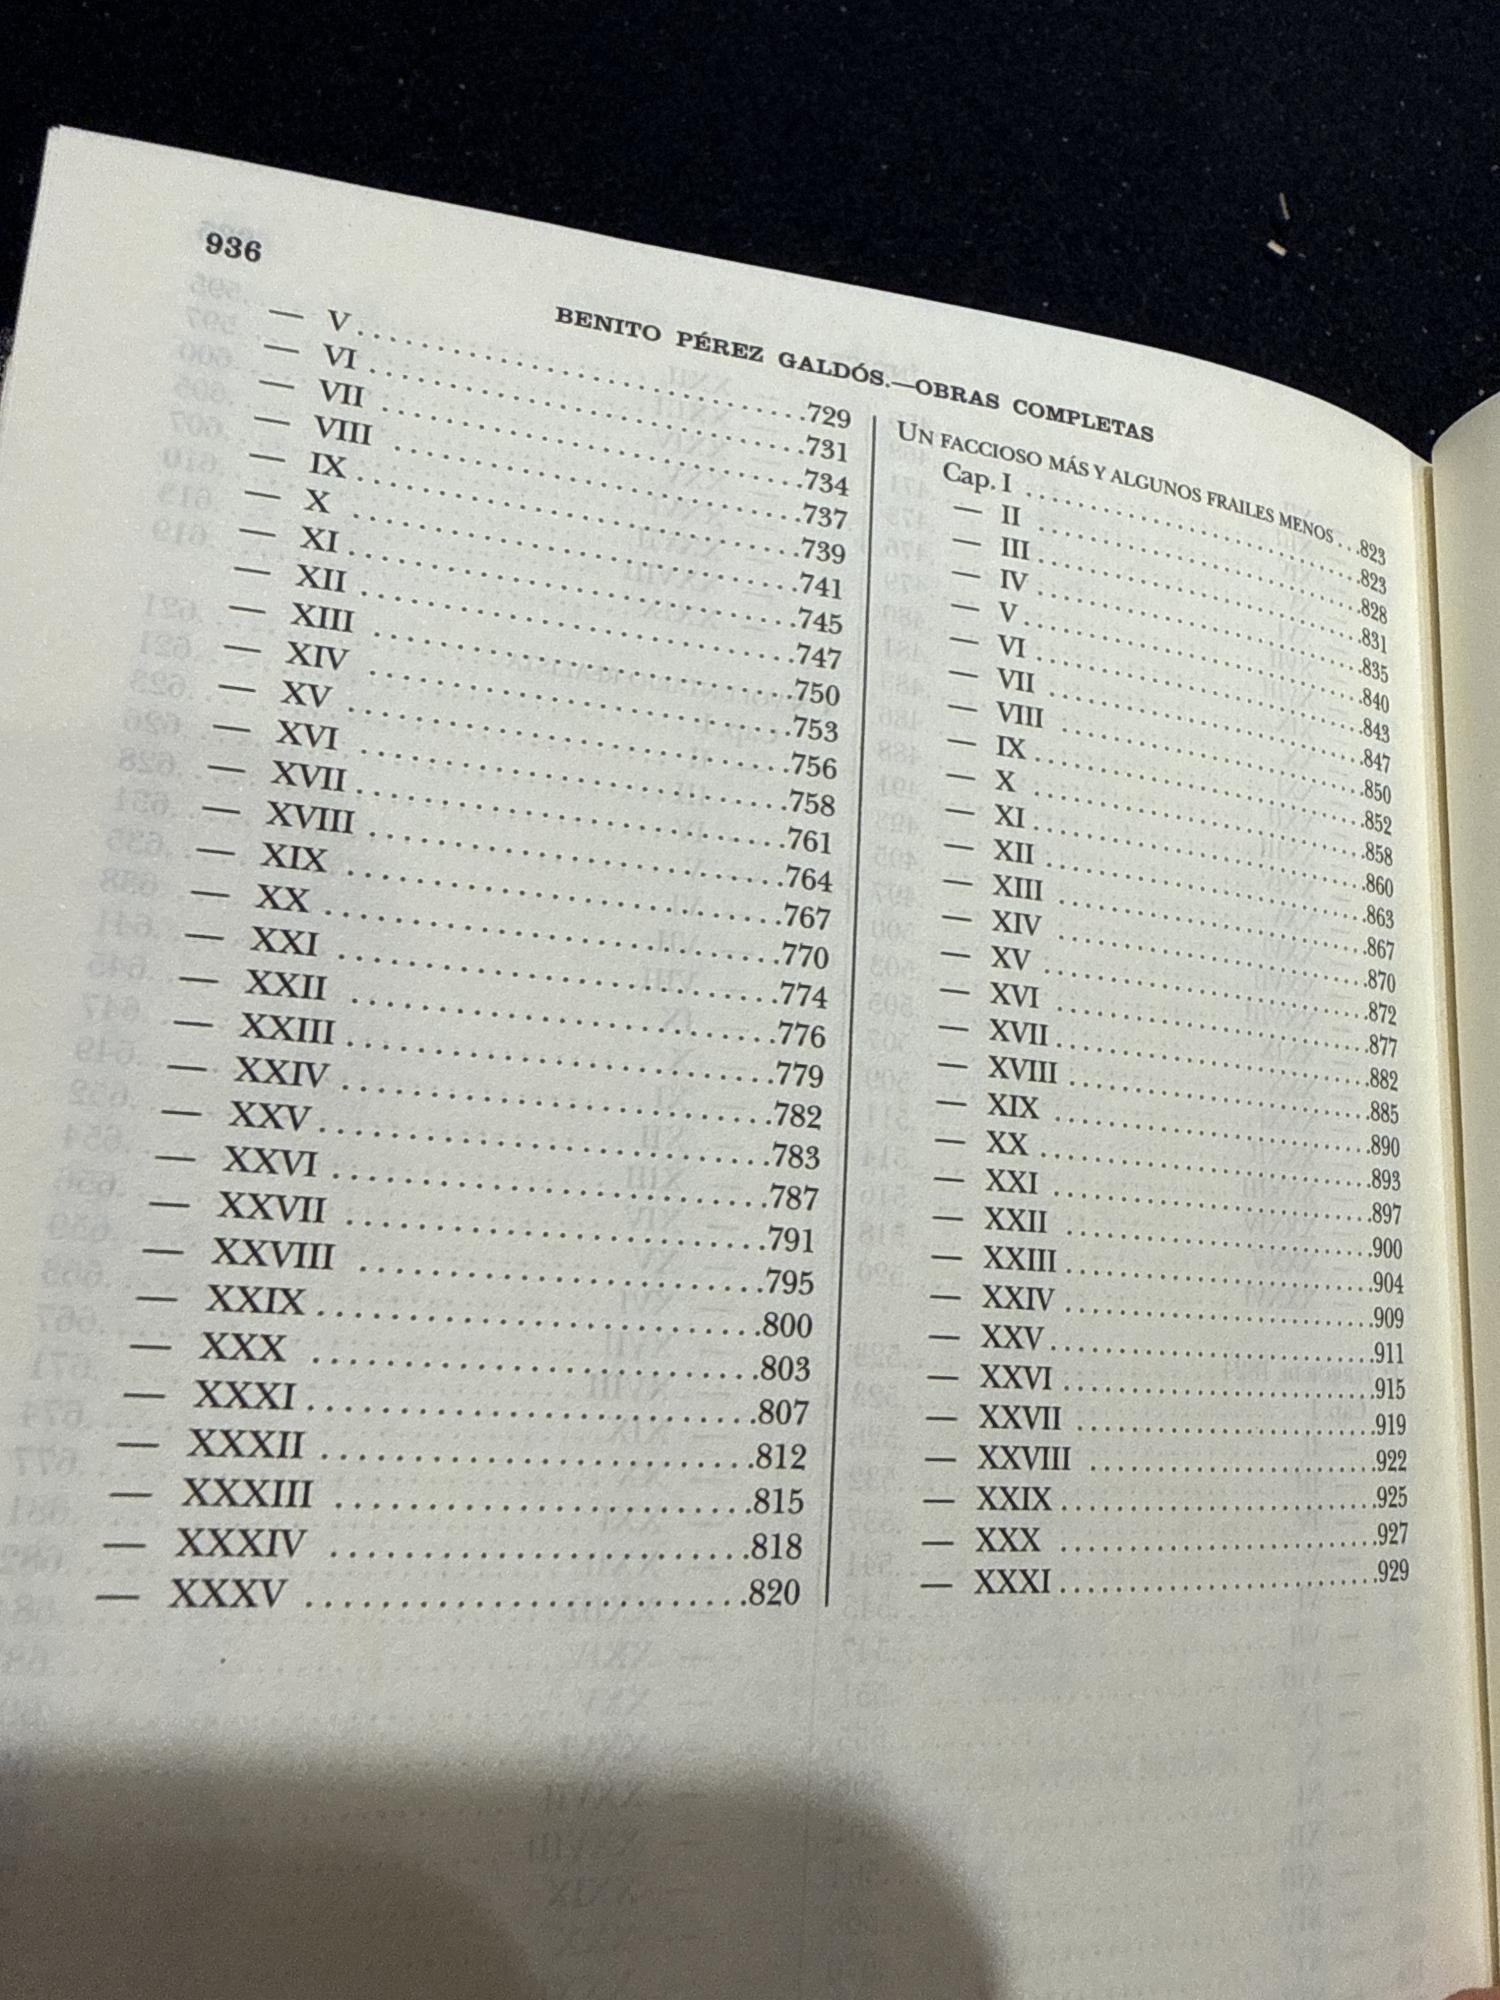 936
BENITO PÉREZ GALDÓS.—OBRAS COMPLETAS
— V . . . . . 729
— VI . . . . . 731
— VII . . . . . 734
— VIII . . . . . 737
— IX . . . . . 739
— X . . . . . 741
— XI . . . . . 745
— XII . . . . . 747
— XIII . . . . . 750
— XIV . . . . . 753
— XV . . . . . 756
— XVI . . . . . 758
— XVII . . . . . 761
— XVIII . . . . . 764
— XIX . . . . . 767
— XX . . . . . 770
— XXI . . . . . 774
— XXII . . . . . 776
— XXIII . . . . . 779
— XXIV . . . . . 782
— XXV . . . . . 783
— XXVI . . . . . 787
— XXVII . . . . . 791
— XXVIII . . . . . 795
— XXIX . . . . . 800
— XXX . . . . . 803
— XXXI . . . . . 807
— XXXII . . . . . 812
— XXXIII . . . . . 815
— XXXIV . . . . . 818
— XXXV . . . . . 820
UN FACCIOSO MÁS Y ALGUNOS FRAILES MENOS . . . 823
Cap. I . . . . . 823
— II . . . . . 828
— III . . . . . 831
— IV . . . . . 835
— V . . . . . 840
— VI . . . . . 843
— VII . . . . . 847
— VIII . . . . . 850
— IX . . . . . 852
— X . . . . . 858
— XI . . . . . 860
— XII . . . . . 863
— XIII . . . . . 867
— XIV . . . . . 870
— XV . . . . . 872
— XVI . . . . . 877
— XVII . . . . . 882
— XVIII . . . . . 885
— XIX . . . . . 890
— XX . . . . . 893
— XXI . . . . . 897
— XXII . . . . . 900
— XXIII . . . . . 904
— XXIV . . . . . 909
— XXV . . . . . 911
— XXVI . . . . . 915
— XXVII . . . . . 919
— XXVIII . . . . . 922
— XXIX . . . . . 925
— XXX . . . . . 927
— XXXI . . . . . 929